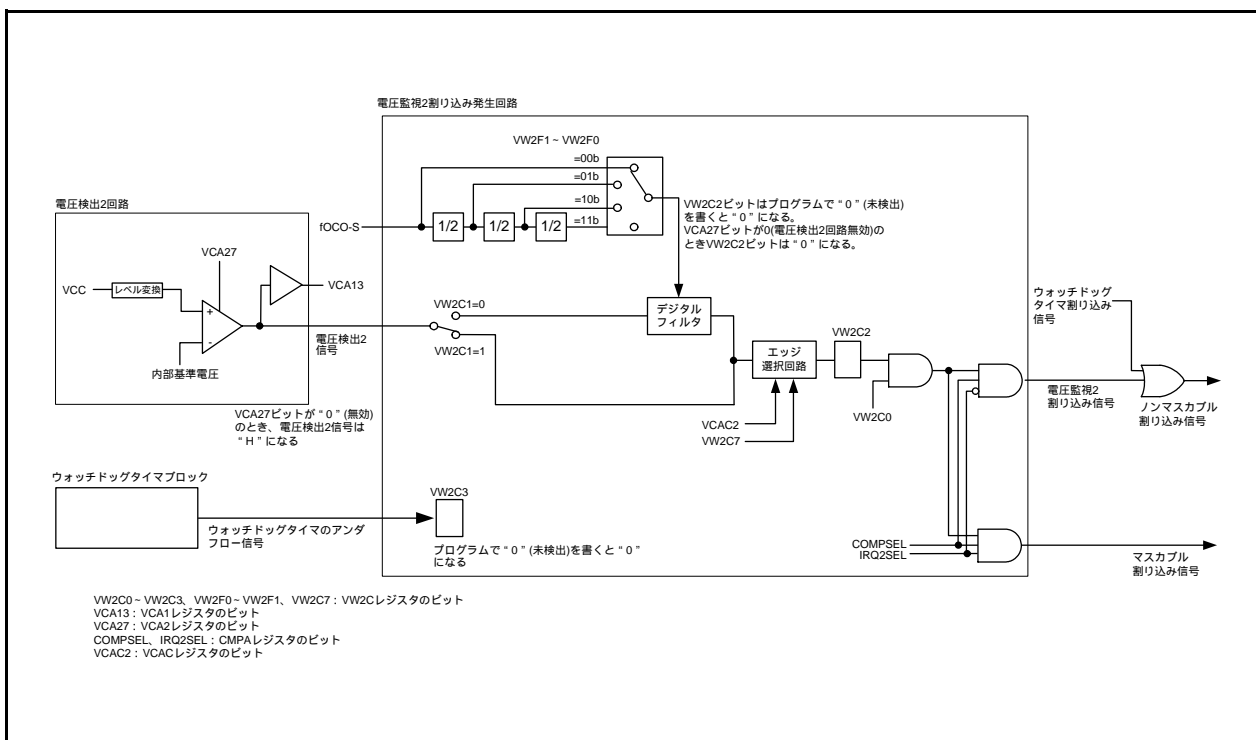 電圧監視2割り込み発生回路
VW2F1~VW2F0
=00b
=01b
=10b
=11b
fOCO-S
1/2
1/2
1/2
VW2C2ビットはプログラムで“0”(未検出)
を書くと“0”になる。
VCA27ビットが0(電圧検出2回路無効)の
ときVW2C2ビットは“0”になる。
電圧検出2回路
VCA27
VCC
レベル変換
+
-
内部基準電圧
VCA13
電圧検出2
信号
VCA27ビットが“0”(無効)
のとき、電圧検出2信号は
“H”になる
VW2C1=0
VW2C1=1
デジタル
フィルタ
エッジ
選択回路
VCAC2
VW2C7
VW2C2
VW2C0
ウォッチドッグ
タイマ割り込み
信号
電圧監視2
割り込み信号
ノンマスカブル
割り込み信号
ウォッチドッグタイマブロック
ウォッチドッグタイマのアンダ
フロー信号
VW2C3
プログラムで“0”(未検出)を書くと“0”
になる
COMPSEL
IRQ2SEL
マスカブル
割り込み信号
VW2C0~VW2C3、VW2F0~VW2F1、VW2C7:VW2Cレジスタのビット
VCA13:VCA1レジスタのビット
VCA27:VCA2レジスタのビット
COMPSEL、IRQ2SEL:CMPAレジスタのビット
VCAC2:VCACレジスタのビット